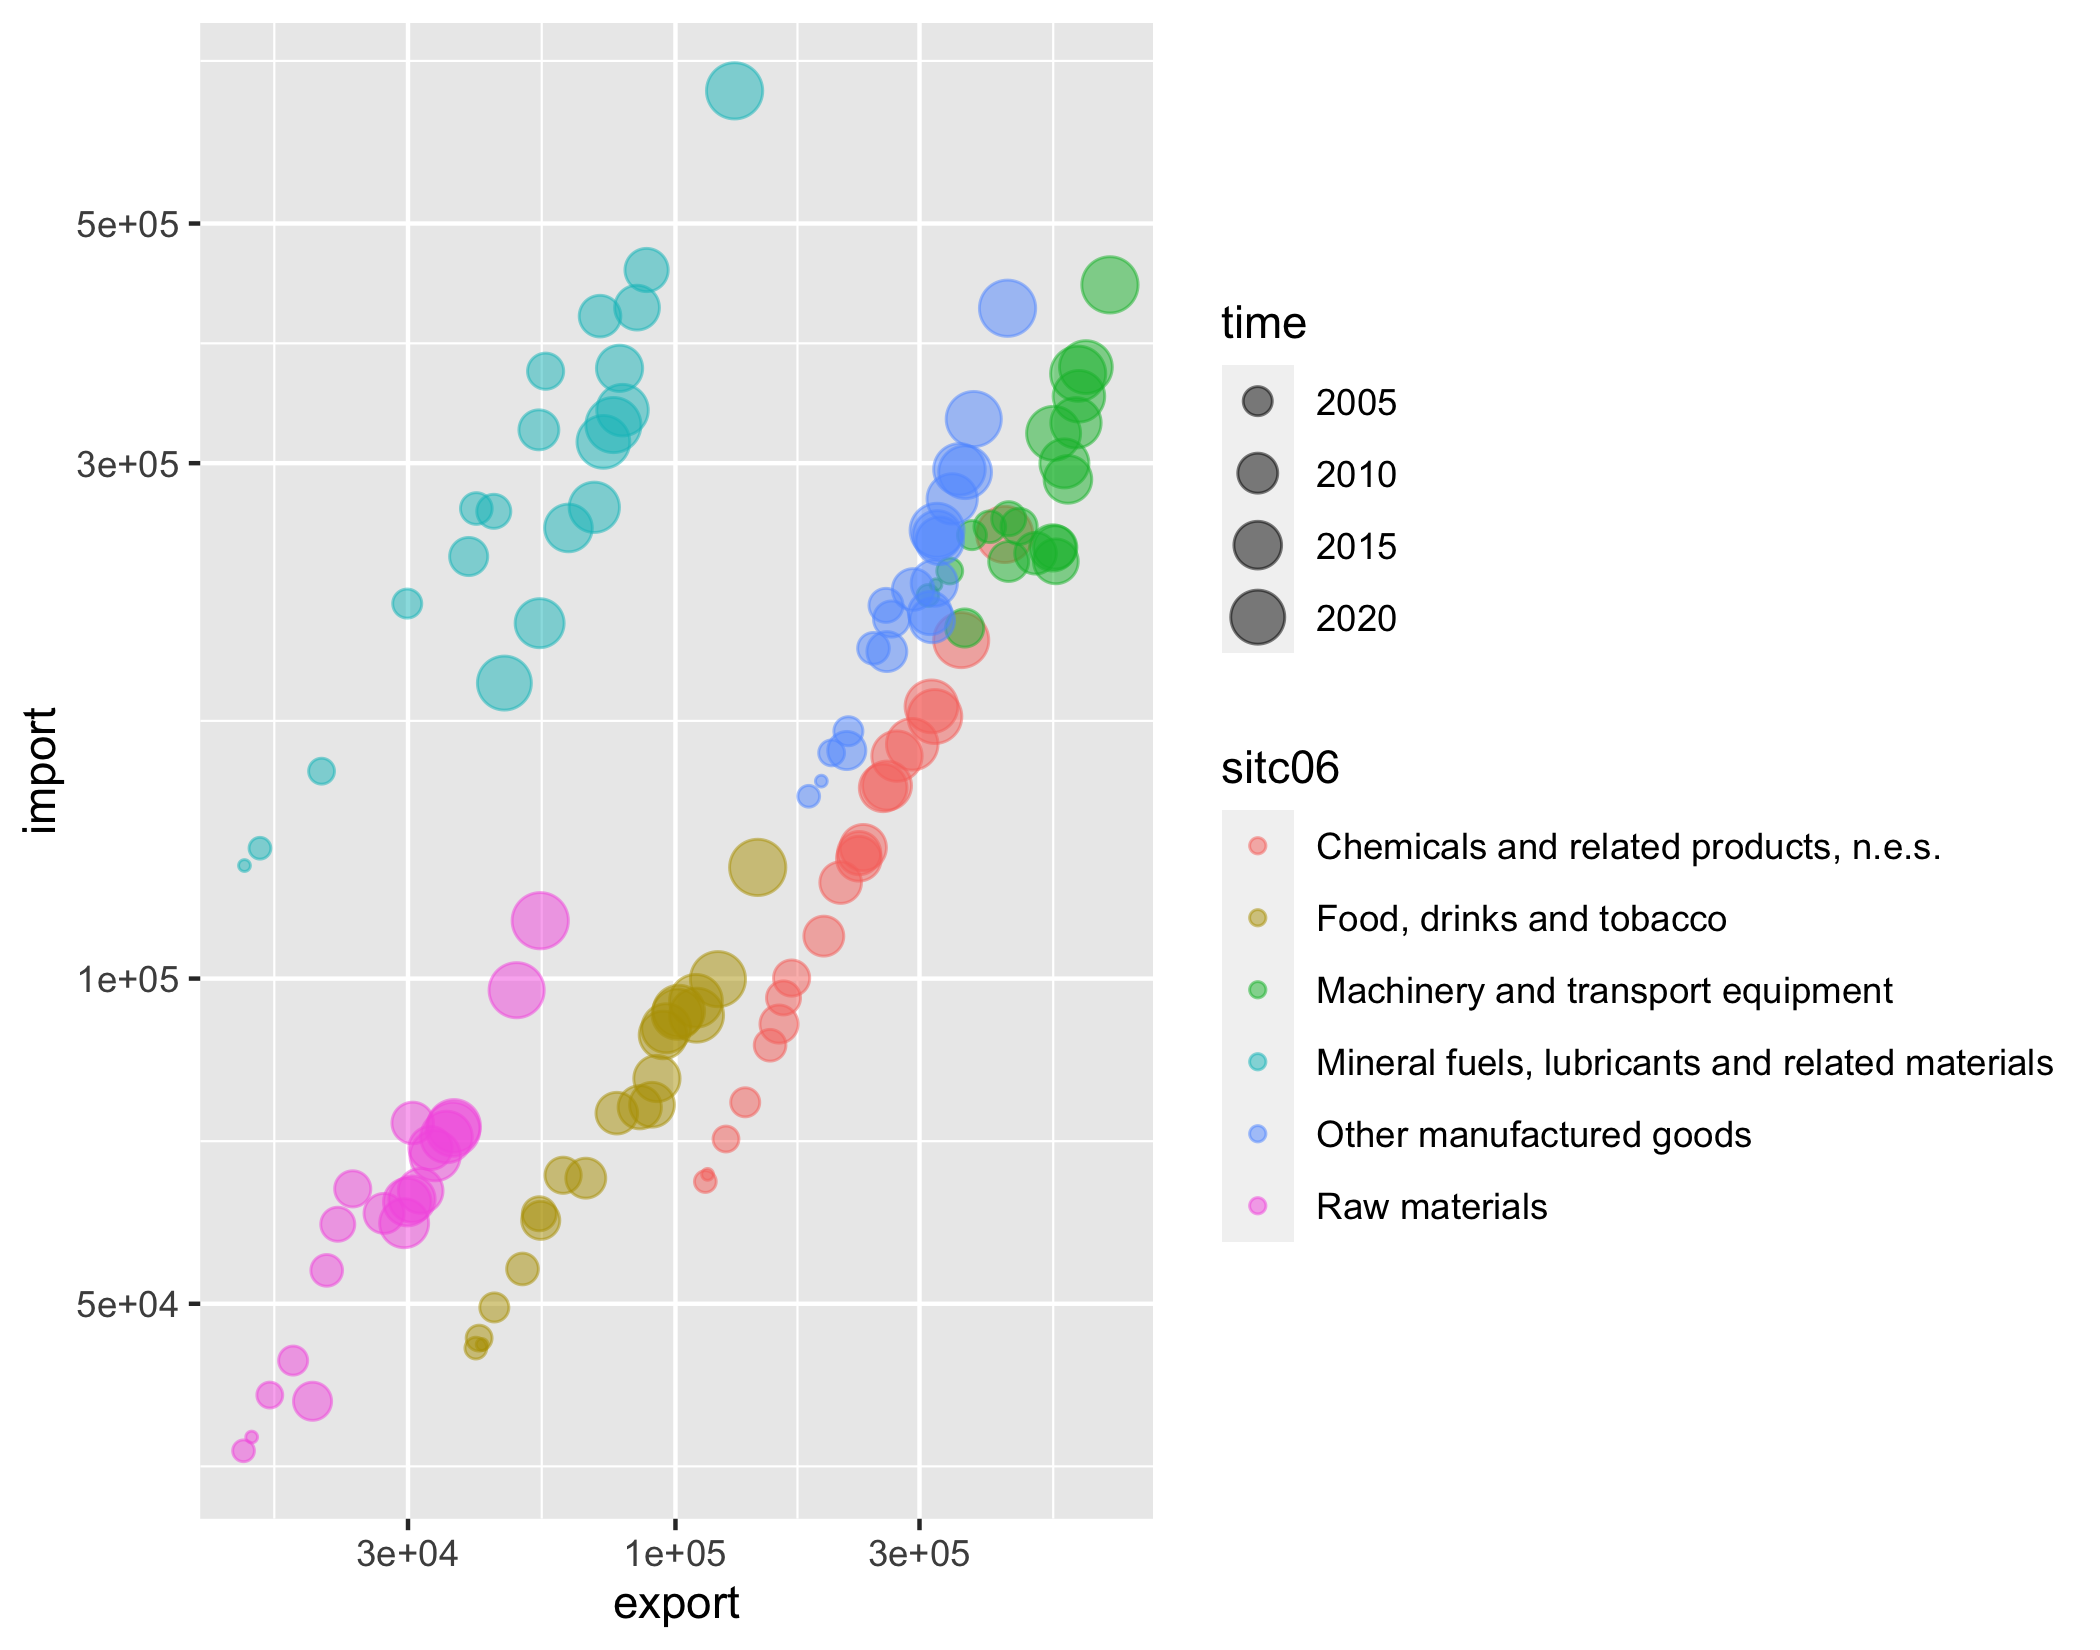 5e+05
3e+05
1e+05
5e+04
import
3e+04
1e+05
3e+05
export
time
2005
2010
2015
2020
sitc06
Chemicals and related products, n.e.s.
Food, drinks and tobacco
Machinery and transport equipment
Mineral fuels, lubricants and related materials
Other manufactured goods
Raw materials